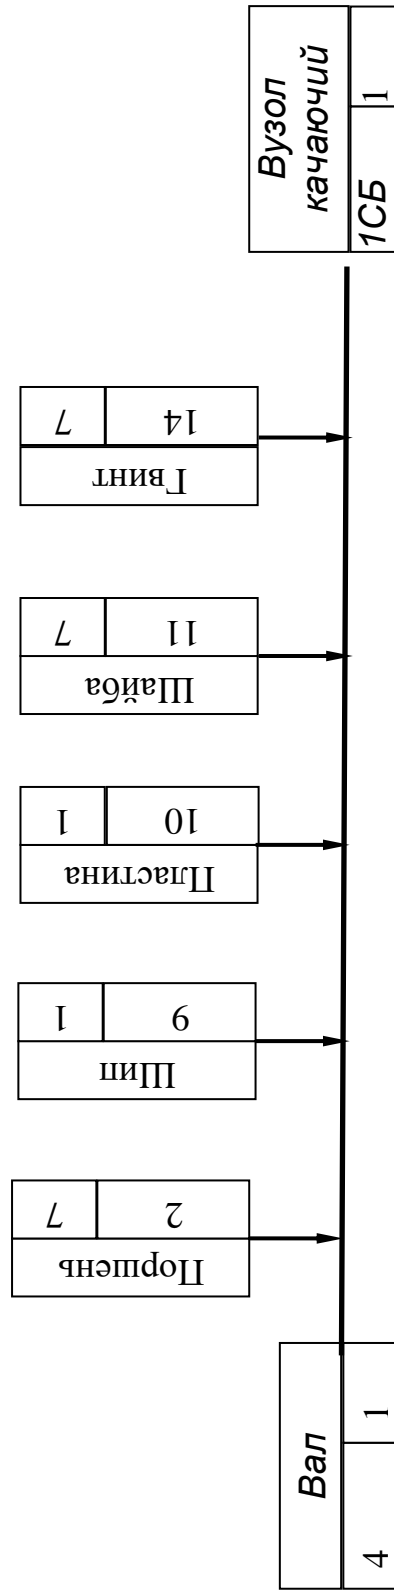 Вузол
качаючий
1СБ 1
14 7
Гвинт
11 7
Шайба
10 1
Пластина
9 1
Шип
2 7
Поршень
Вал
4 1